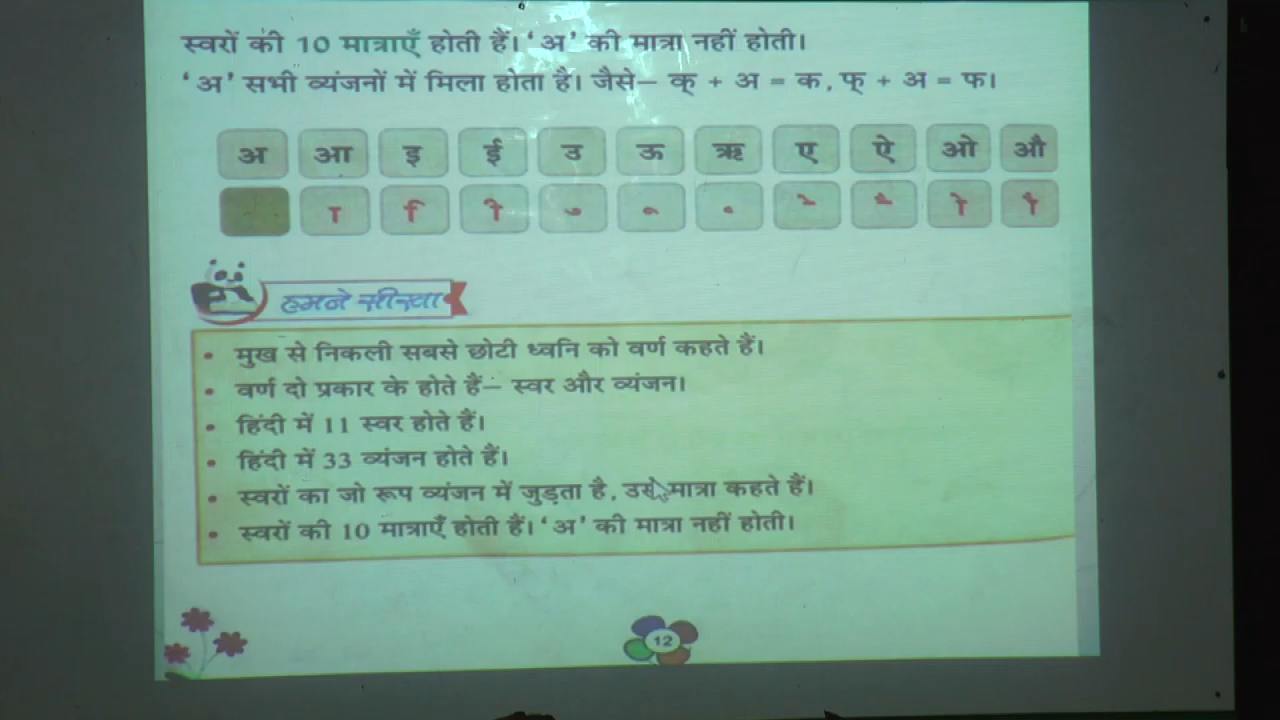 स्वरों की 10 मात्राएँ होती हैं। ‘अ’ की मात्रा नहीं होती।
‘अ’ सभी व्यंजनों में मिला होता है। जैसे– क् + अ = क, फ् + अ = फ।
अ आ इ ई उ ऊ ऋ ए ऐ ओ औ
ा ि ी ु ू ृ े ै ो ौ
हमने सीखा
• मुख से निकली सबसे छोटी ध्वनि को वर्ण कहते हैं।
• वर्ण दो प्रकार के होते हैं– स्वर और व्यंजन।
• हिंदी में 11 स्वर होते हैं।
• हिंदी में 33 व्यंजन होते हैं।
• स्वरों का जो रूप व्यंजन में जुड़ता है, उसे मात्रा कहते हैं।
• स्वरों की 10 मात्राएँ होती हैं। ‘अ’ की मात्रा नहीं होती।
12